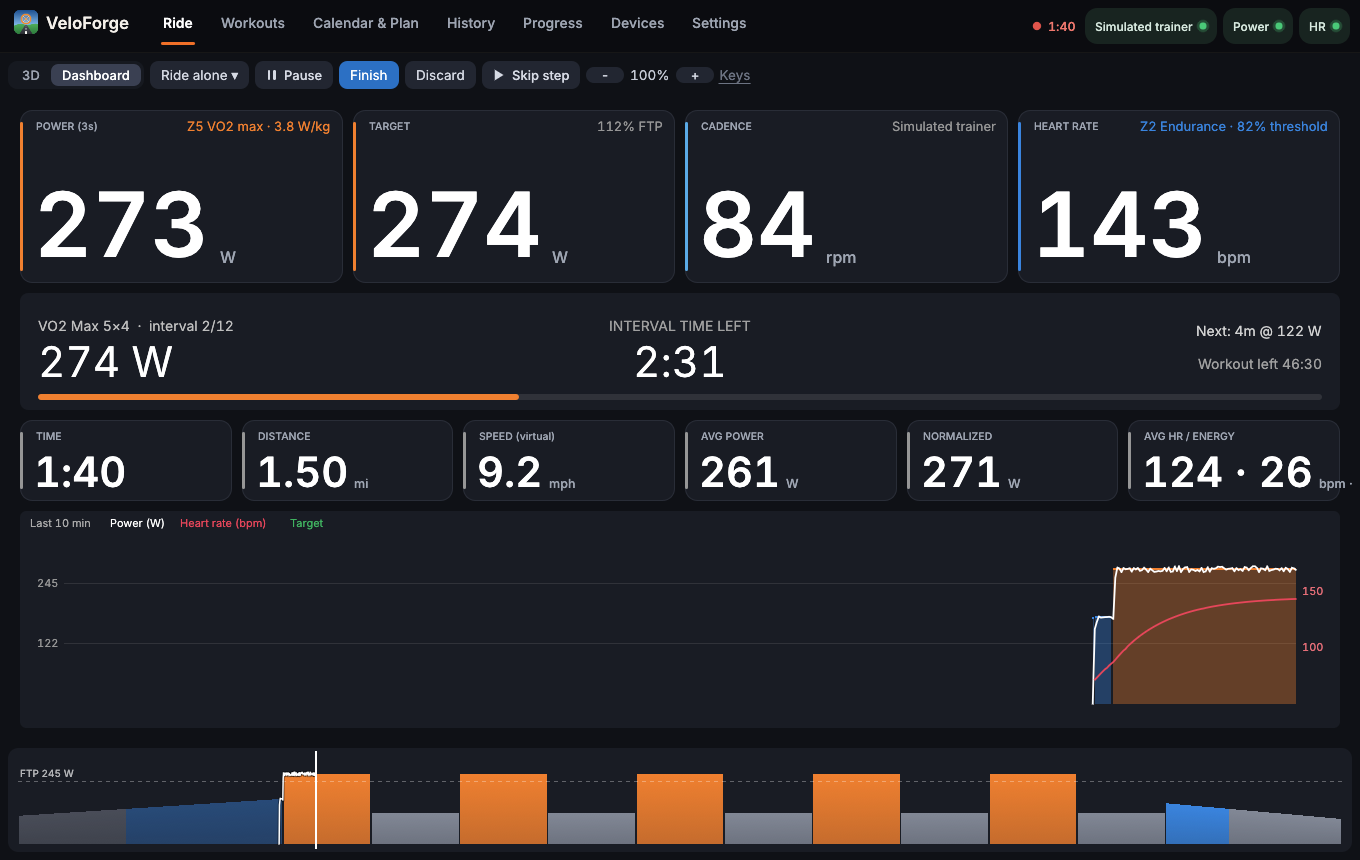 VeloForge Ride Workouts Calendar & Plan History Progress Devices Settings 1:40 Simulated trainer Power HR
3D Dashboard Ride alone ▾ Pause Finish Discard Skip step - 100% + Keys
POWER (3s) Z5 VO2 max · 3.8 W/kg
273 W
TARGET 112% FTP
274 W
CADENCE Simulated trainer
84 rpm
HEART RATE Z2 Endurance · 82% threshold
143 bpm
VO2 Max 5×4 · interval 2/12
274 W
INTERVAL TIME LEFT
2:31
Next: 4m @ 122 W
Workout left 46:30
TIME
1:40
DISTANCE
1.50 mi
SPEED (virtual)
9.2 mph
AVG POWER
261 W
NORMALIZED
271 W
AVG HR / ENERGY
124 · 26 bpm ·
Last 10 min Power (W) Heart rate (bpm) Target
245
150
122
100
FTP 245 W